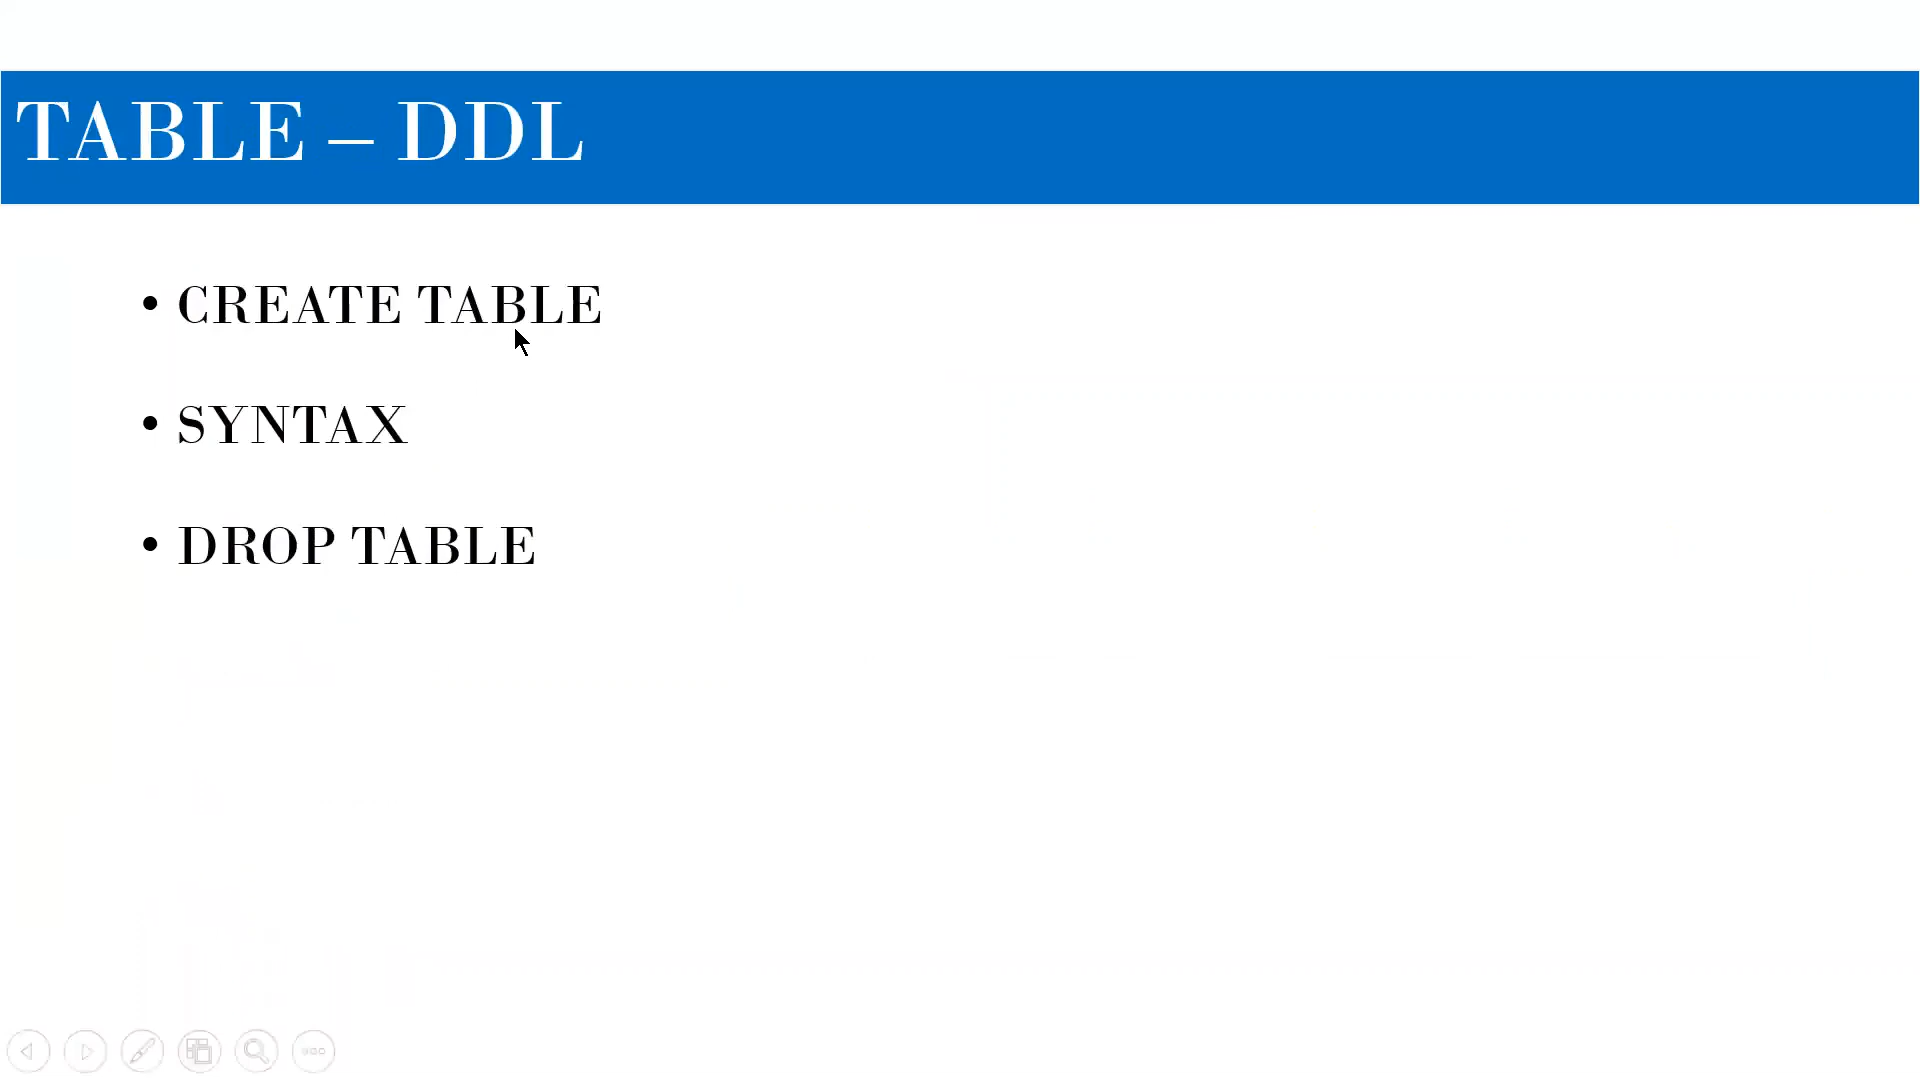 TABLE – DDL
• CREATE TABLE
• SYNTAX
• DROP TABLE